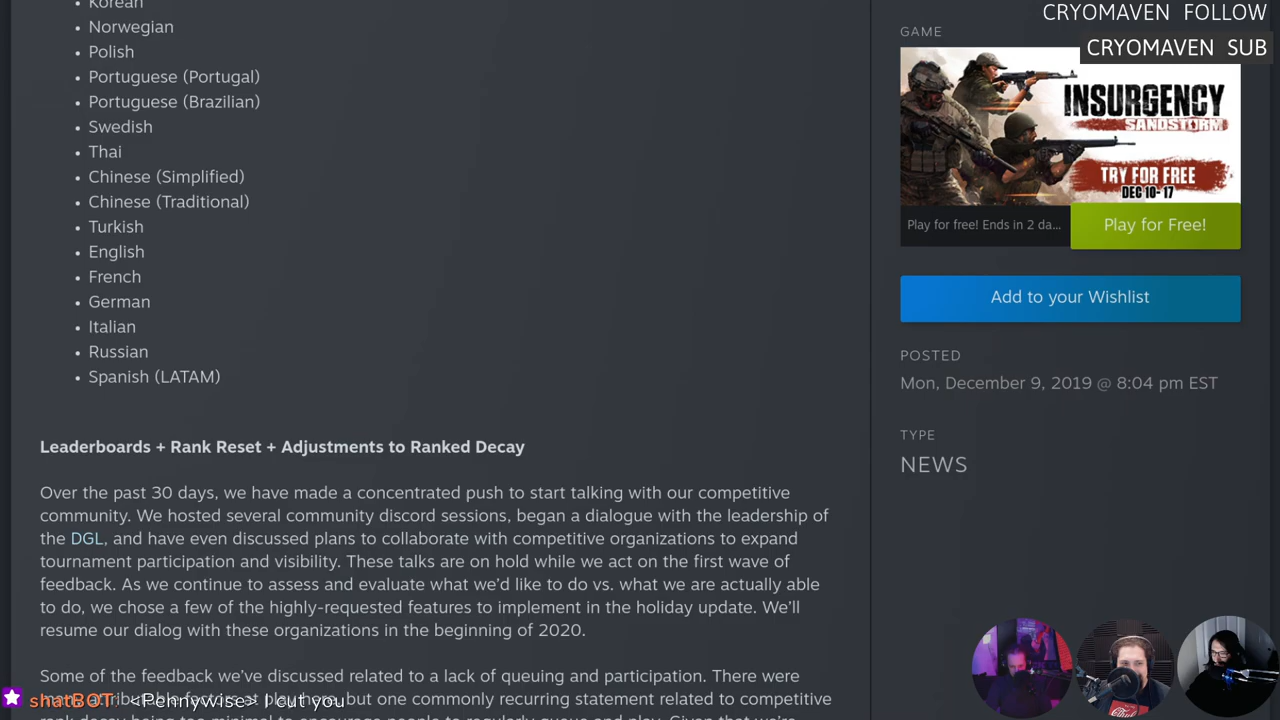 Korean
Norwegian
Polish
Portuguese (Portugal)
Portuguese (Brazilian)
Swedish
Thai
Chinese (Simplified)
Chinese (Traditional)
Turkish
English
French
German
Italian
Russian
Spanish (LATAM)
Leaderboards + Rank Reset + Adjustments to Ranked Decay
Over the past 30 days, we have made a concentrated push to start talking with our competitive
community. We hosted several community discord sessions, began a dialogue with the leadership of
the DGL, and have even discussed plans to collaborate with competitive organizations to expand
tournament participation and visibility. These talks are on hold while we act on the first wave of
feedback. As we continue to assess and evaluate what we'd like to do vs. what we are actually able
to do, we chose a few of the highly-requested features to implement in the holiday update. We'll
resume our dialog with these organizations in the beginning of 2020.
Some of the feedback we've discussed related to a lack of queuing and participation. There were
but one commonly recurring statement related to competitive
shatBOT: <Pennywise> I cut you
CRYOMAVEN FOLLOW
CRYOMAVEN SUB
GAME
INSURGENCY
SANDSTORM
TRY FOR FREE
DEC 10-17
Play for free! Ends in 2 da...
Play for Free!
Add to your Wishlist
POSTED
Mon, December 9, 2019 @ 8:04 pm EST
TYPE
NEWS